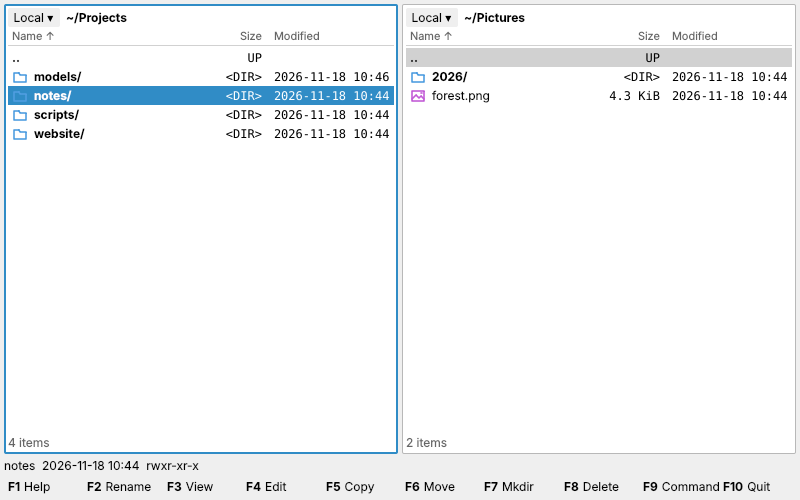 Local ▾ ~/Projects
Name ↑ Size Modified
.. UP
models/ <DIR> 2026-11-18 10:46
notes/ <DIR> 2026-11-18 10:44
scripts/ <DIR> 2026-11-18 10:44
website/ <DIR> 2026-11-18 10:44
4 items
Local ▾ ~/Pictures
Name ↑ Size Modified
.. UP
2026/ <DIR> 2026-11-18 10:44
forest.png 4.3 KiB 2026-11-18 10:44
2 items
notes 2026-11-18 10:44 rwxr-xr-x
F1 Help F2 Rename F3 View F4 Edit F5 Copy F6 Move F7 Mkdir F8 Delete F9 Command F10 Quit